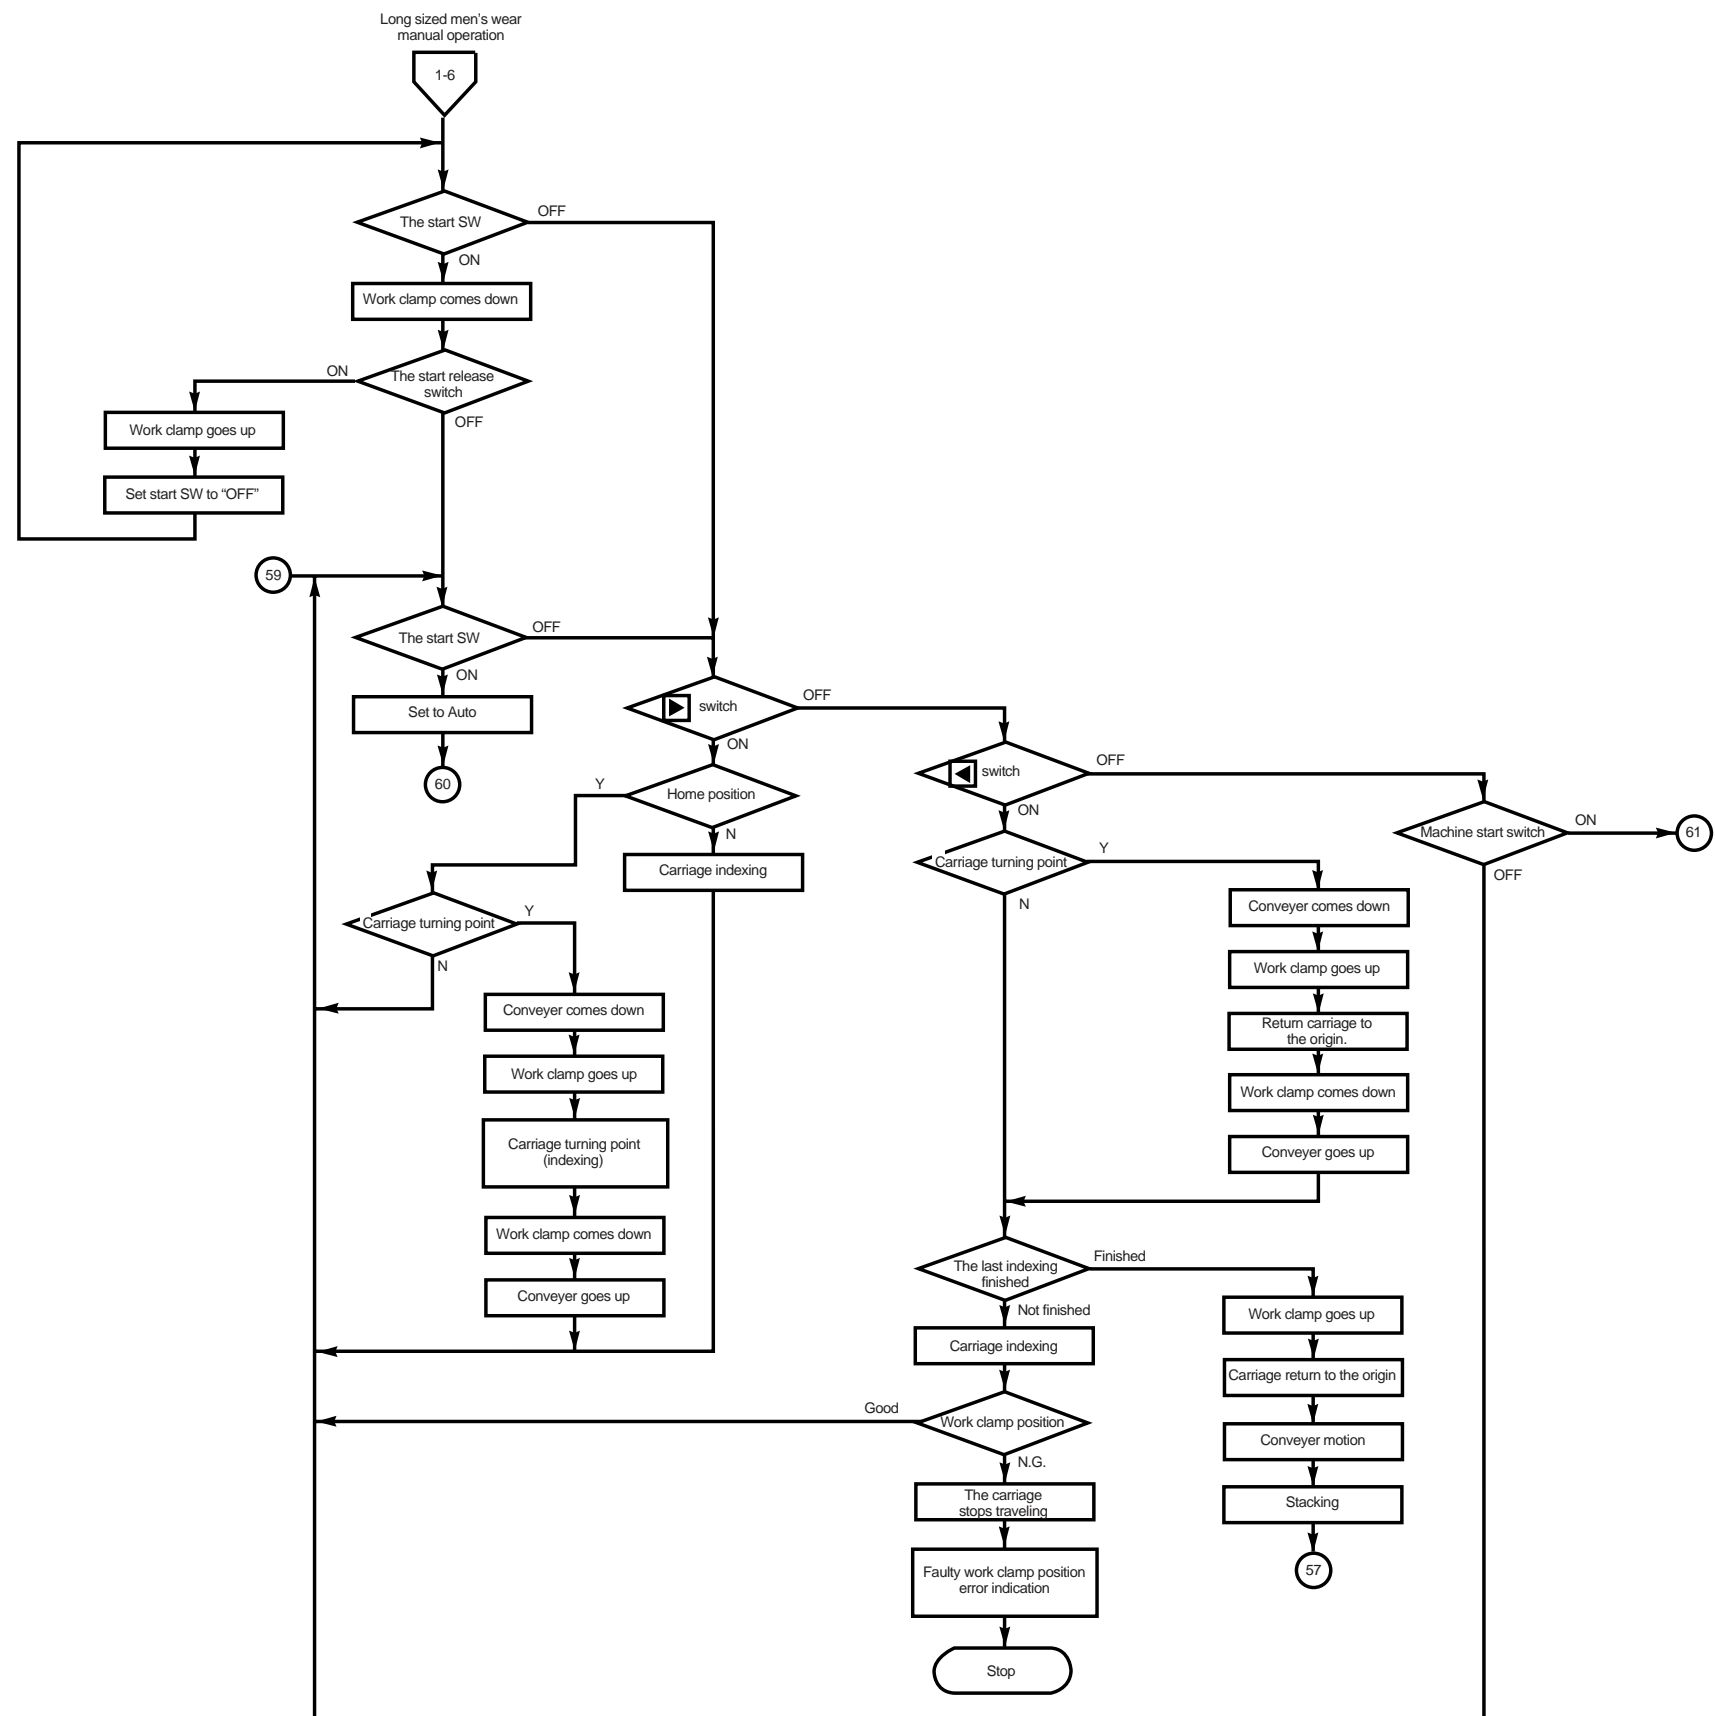 Long sized men's wear
manual operation
1-6
The start SW
OFF
ON
Work clamp comes down
The start release
switch
ON
OFF
Work clamp goes up
Set start SW to “OFF”
59
The start SW
OFF
ON
Set to Auto
60
switch
OFF
ON
Home position
Y
N
Carriage indexing
Carriage turning point
Y
N
Conveyer comes down
Work clamp goes up
Carriage turning point
(indexing)
Work clamp comes down
Conveyer goes up
switch
OFF
ON
Carriage turning point
Y
N
Machine start switch
ON
61
OFF
Conveyer comes down
Work clamp goes up
Return carriage to
the origin.
Work clamp comes down
Conveyer goes up
The last indexing
finished
Finished
Not finished
Carriage indexing
Work clamp position
Good
N.G.
The carriage
stops traveling
Faulty work clamp position
error indication
Stop
Work clamp goes up
Carriage return to the origin
Conveyer motion
Stacking
57